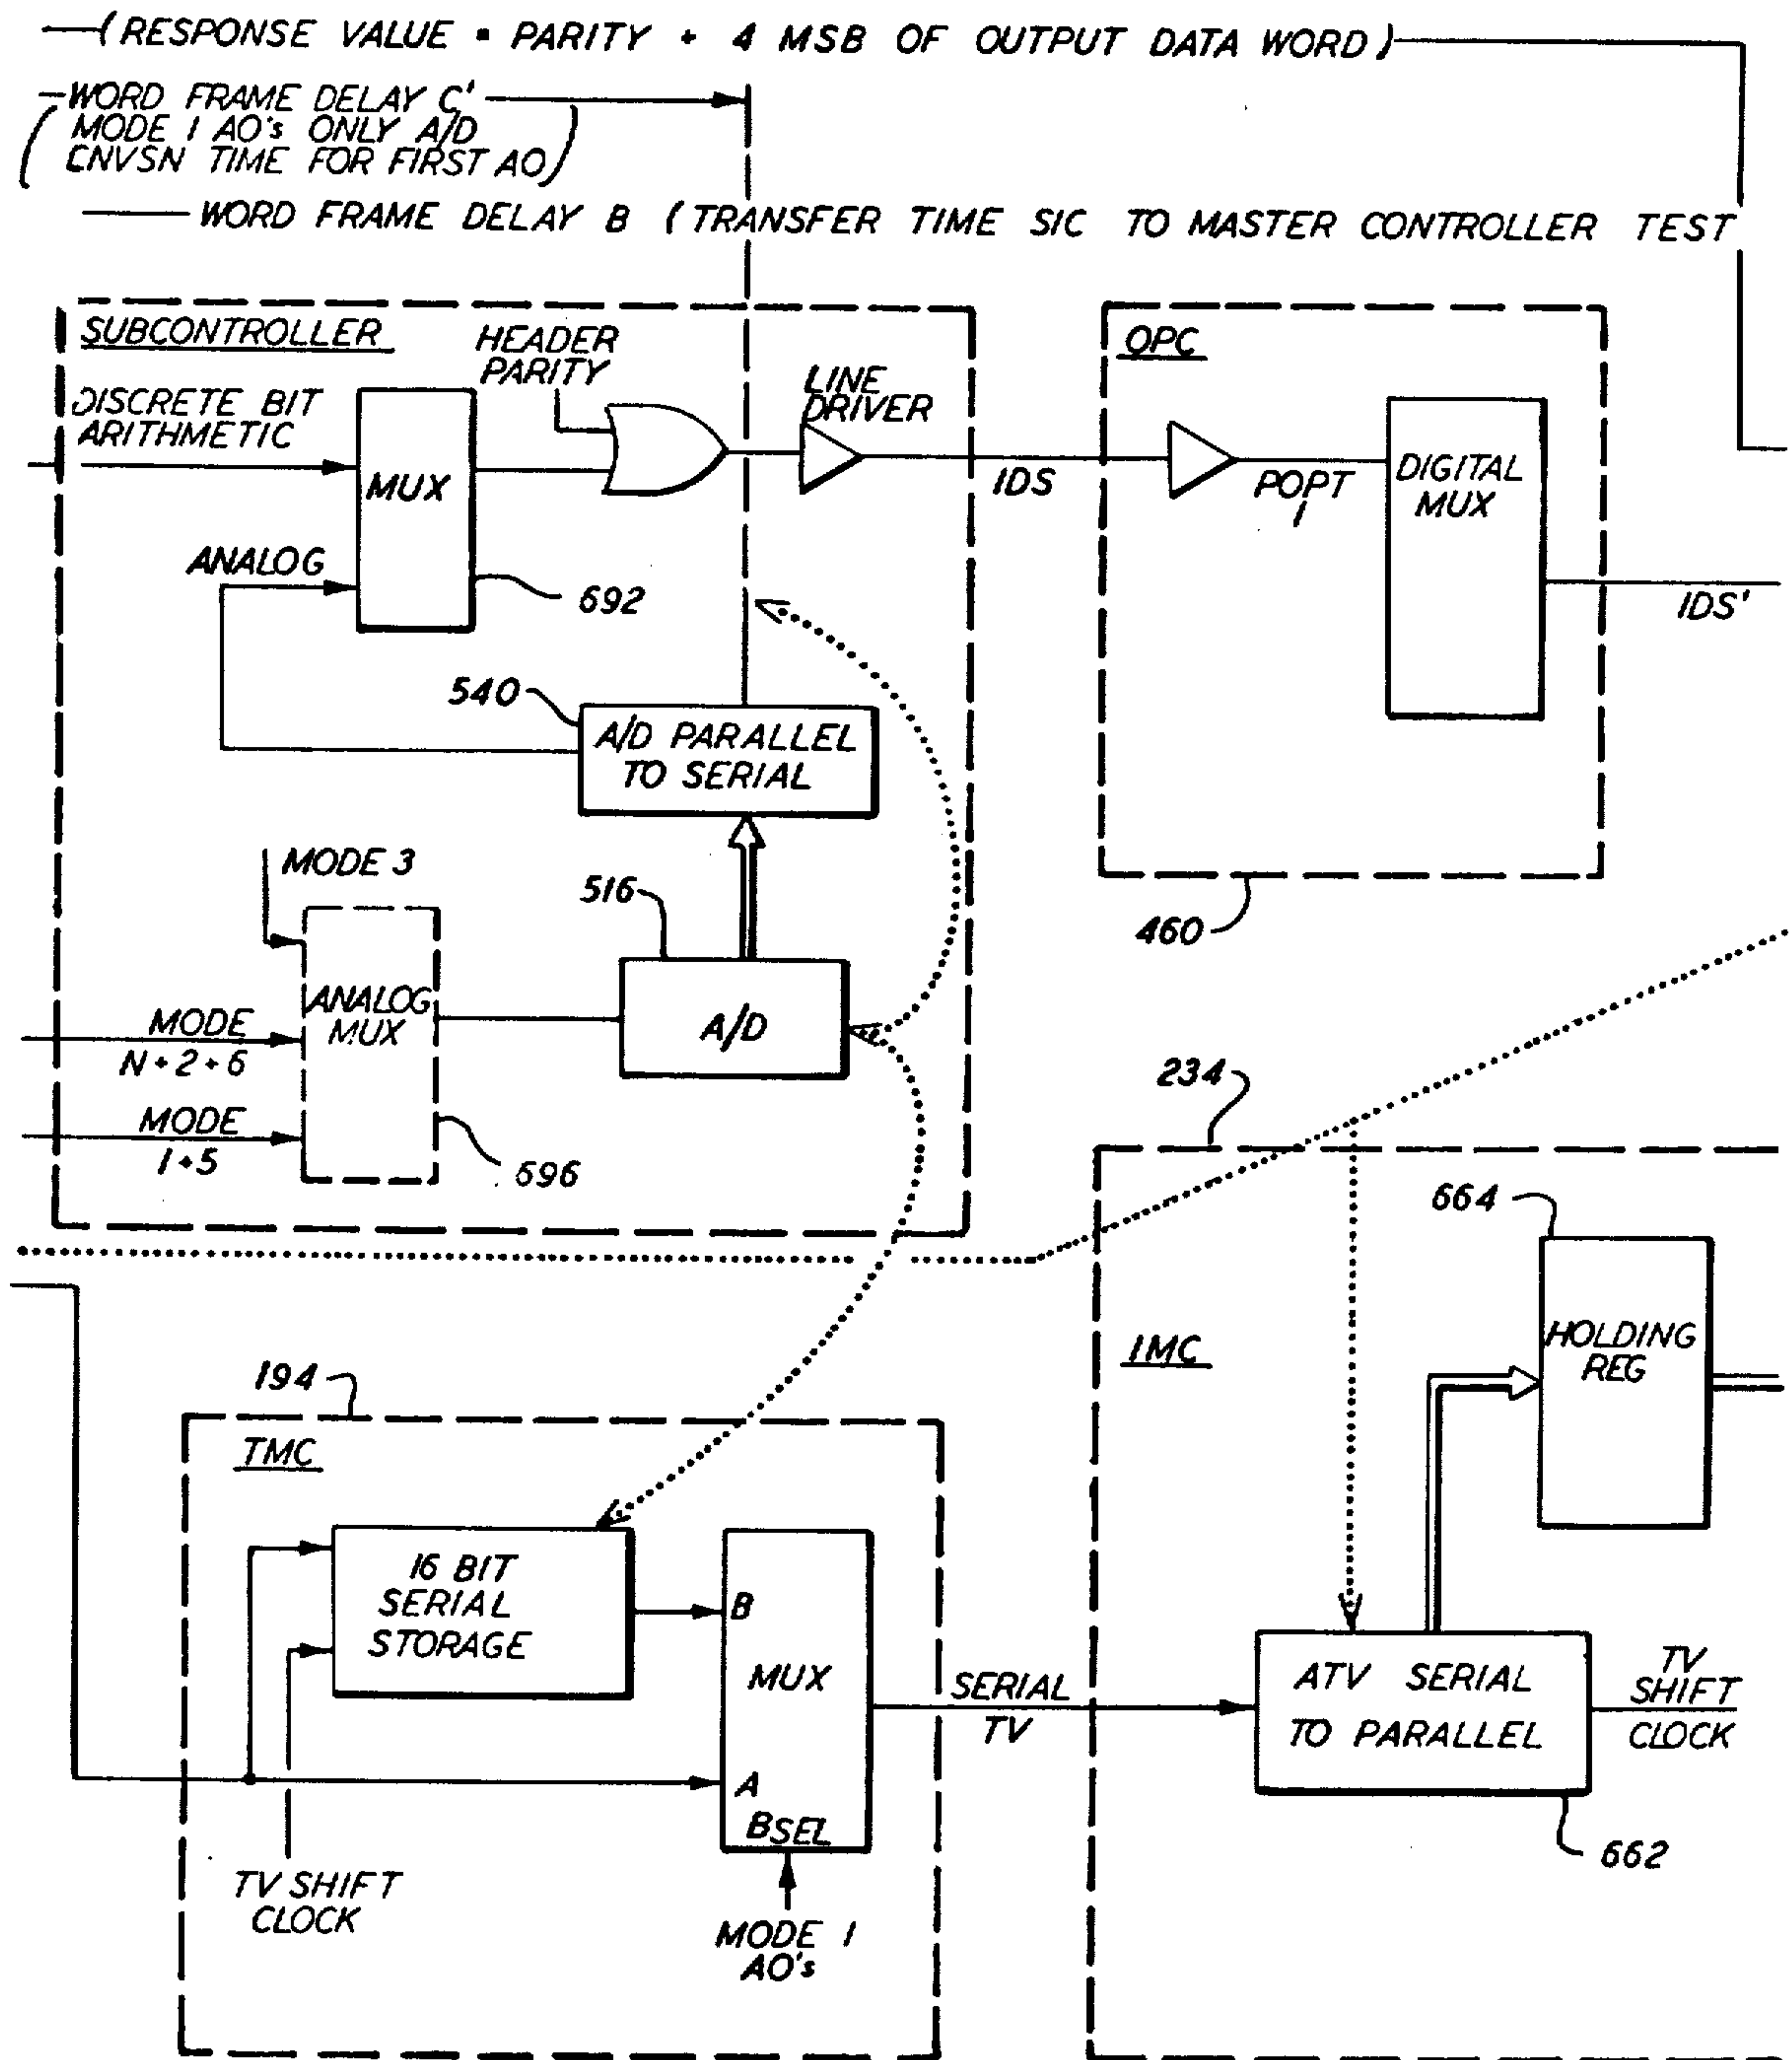 (RESPONSE VALUE = PARITY + 4 MSB OF OUTPUT DATA WORD)
WORD FRAME DELAY C'
(MODE 1 AO's ONLY A/D
CNVSN TIME FOR FIRST AO)
WORD FRAME DELAY B (TRANSFER TIME SIC TO MASTER CONTROLLER TEST
SUBCONTROLLER
HEADER
PARITY
LINE
DRIVER
OPC
DISCRETE BIT
ARITHMETIC
MUX
IDS
POPT
1
DIGITAL
MUX
ANALOG
692
IDS'
540
A/D PARALLEL
TO SERIAL
MODE 3
516
460
ANALOG
MUX
A/D
MODE
N+2+6
234
MODE
1+5
696
664
IMC
HOLDING
REG
194
TMC
16 BIT
SERIAL
STORAGE
B
MUX
SERIAL
TV
ATV SERIAL
TO PARALLEL
TV
SHIFT
CLOCK
A
BSEL
662
TV SHIFT
CLOCK
MODE 1
AO's